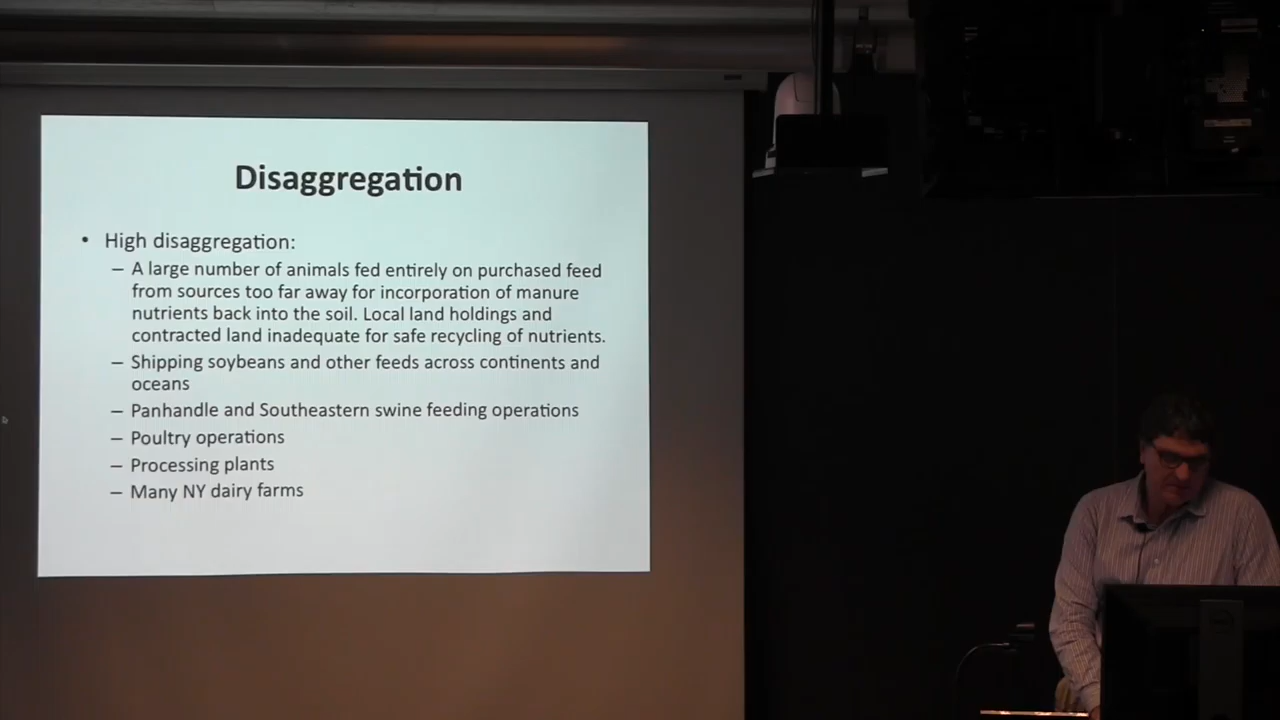 Disaggregation
• High disaggregation:
– A large number of animals fed entirely on purchased feed
from sources too far away for incorporation of manure
nutrients back into the soil. Local land holdings and
contracted land inadequate for safe recycling of nutrients.
– Shipping soybeans and other feeds across continents and
oceans
– Panhandle and Southeastern swine feeding operations
– Poultry operations
– Processing plants
– Many NY dairy farms